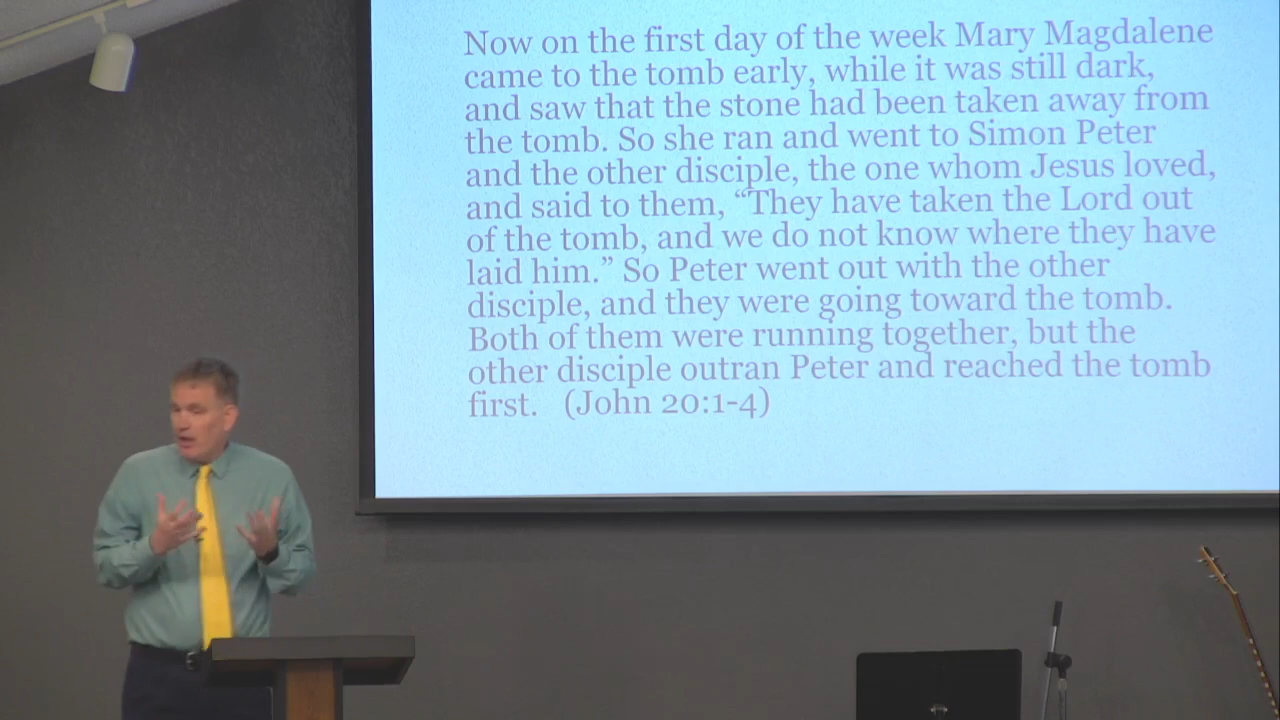 Now on the first day of the week Mary Magdalene
came to the tomb early, while it was still dark,
and saw that the stone had been taken away from
the tomb. So she ran and went to Simon Peter
and the other disciple, the one whom Jesus loved,
and said to them, “They have taken the Lord out
of the tomb, and we do not know where they have
laid him.” So Peter went out with the other
disciple, and they were going toward the tomb.
Both of them were running together, but the
other disciple outran Peter and reached the tomb
first. (John 20:1-4)